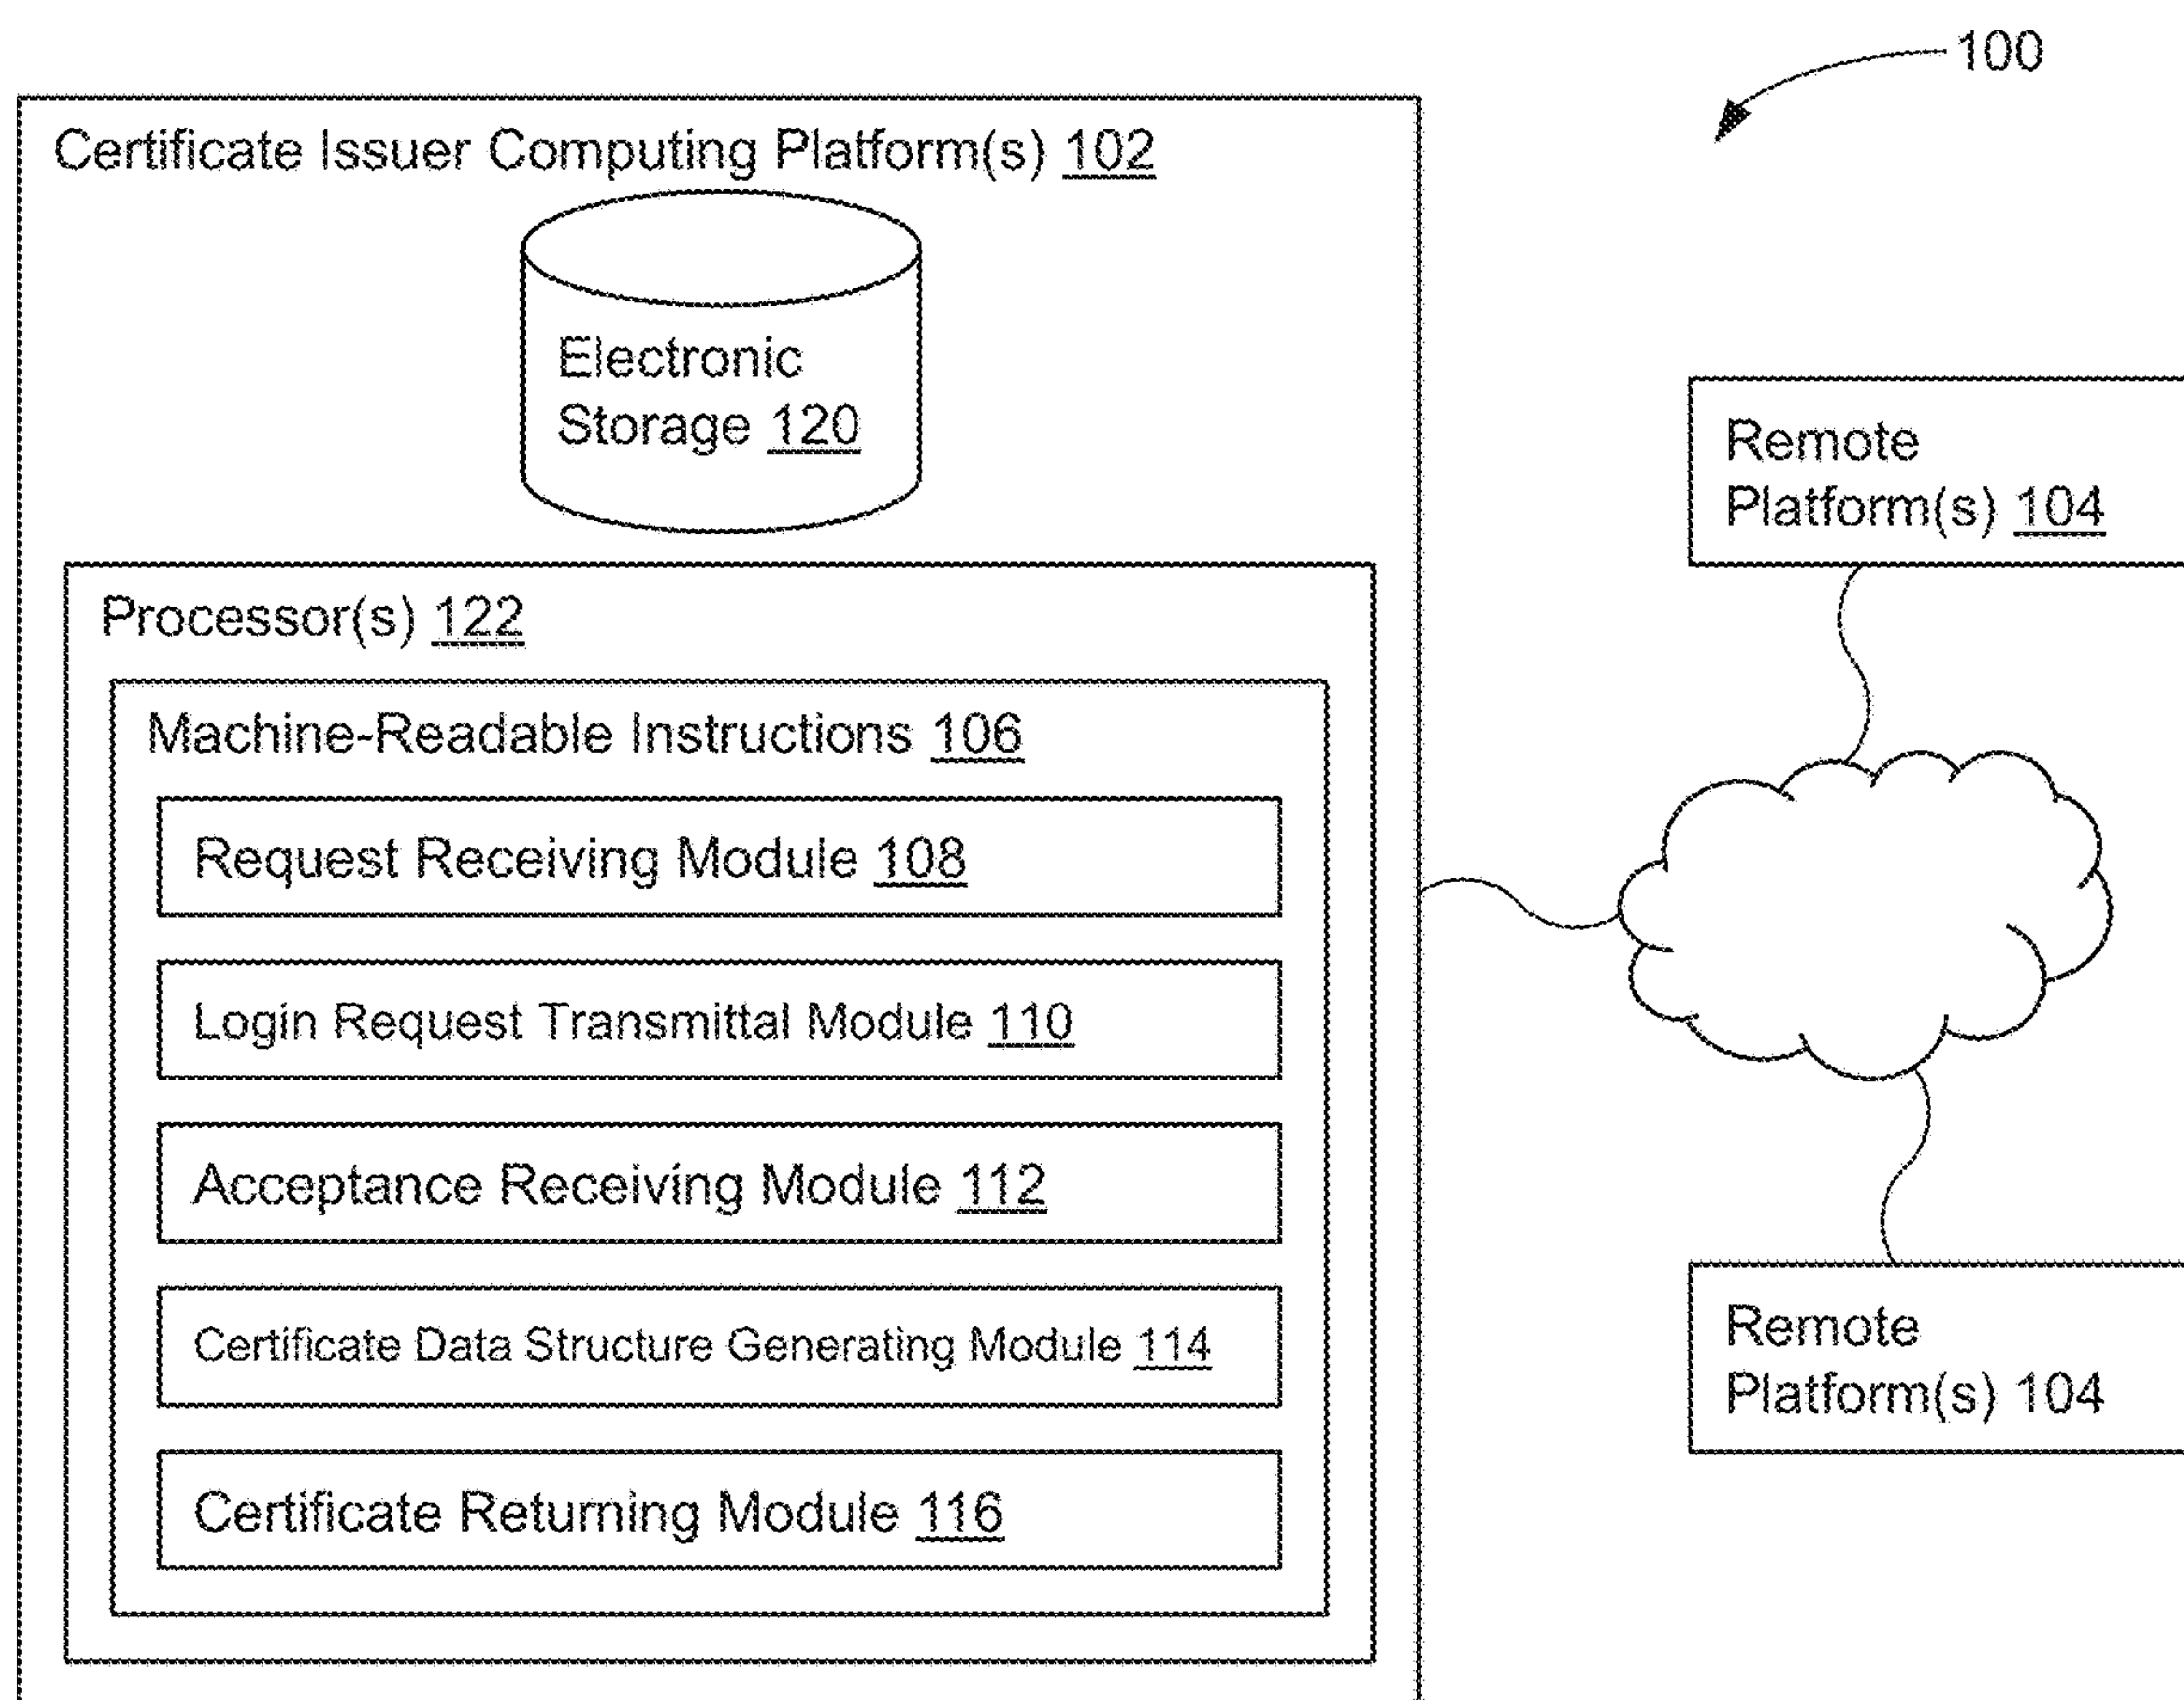 100
Certificate Issuer Computing Platform(s) 102
Electronic
Storage 120
Remote
Platform(s) 104
Processor(s) 122
Machine-Readable Instructions 106
Request Receiving Module 108
Login Request Transmittal Module 110
Acceptance Receiving Module 112
Certificate Data Structure Generating Module 114
Certificate Returning Module 116
Remote
Platform(s) 104